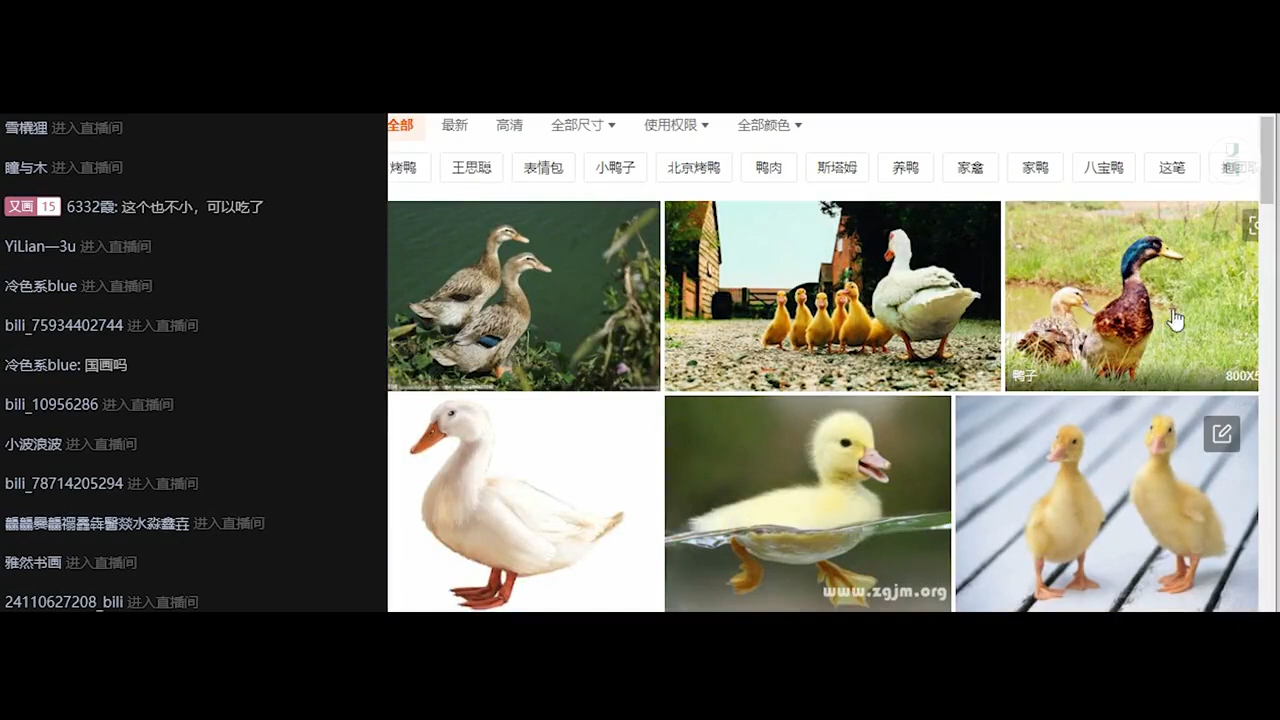 雪橇狸 进入直播间
瞳与木 进入直播间
又画 15 6332霞: 这个也不小，可以吃了
YiLian—3u 进入直播间
冷色系blue 进入直播间
bili_75934402744 进入直播间
冷色系blue: 国画吗
bili_10956286 进入直播间
小波浪波 进入直播间
bili_78714205294 进入直播间
进入直播间
雅然书画 进入直播间
24110627208_bili 进入直播间
全部 最新 高清 全部尺寸 使用权限 全部颜色
烤鸭 王思聪 表情包 小鸭子 北京烤鸭 鸭肉 斯塔姆 养鸭 家禽 家鸭 八宝鸭 这笔
鸭子 800X5
www.zgjm.org